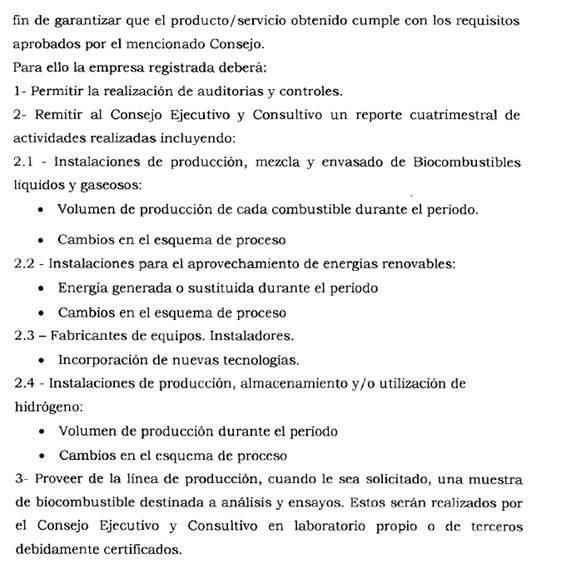 fin de garantizar que el producto/servicio obtenido cumple con los requisitos
aprobados por el mencionado Consejo.
Para ello la empresa registrada deberá:
1- Permitir la realización de auditorias y controles.
2- Remitir al Consejo Ejecutivo y Consultivo un reporte cuatrimestral de
actividades realizadas incluyendo:
2.1 - Instalaciones de producción, mezcla y envasado de Biocombustibles
líquidos y gaseosos:
• Volumen de producción de cada combustible durante el período.
• Cambios en el esquema de proceso
2.2 - Instalaciones para el aprovechamiento de energías renovables:
• Energía generada o sustituida durante el período
• Cambios en el esquema de proceso
2.3 – Fabricantes de equipos. Instaladores.
• Incorporación de nuevas tecnologías.
2.4 - Instalaciones de producción, almacenamiento y/o utilización de
hidrógeno:
• Volumen de producción durante el período
• Cambios en el esquema de proceso
3- Proveer de la línea de producción, cuando le sea solicitado, una muestra
de biocombustible destinada a análisis y ensayos. Estos serán realizados por
el Consejo Ejecutivo y Consultivo en laboratorio propio o de terceros
debidamente certificados.